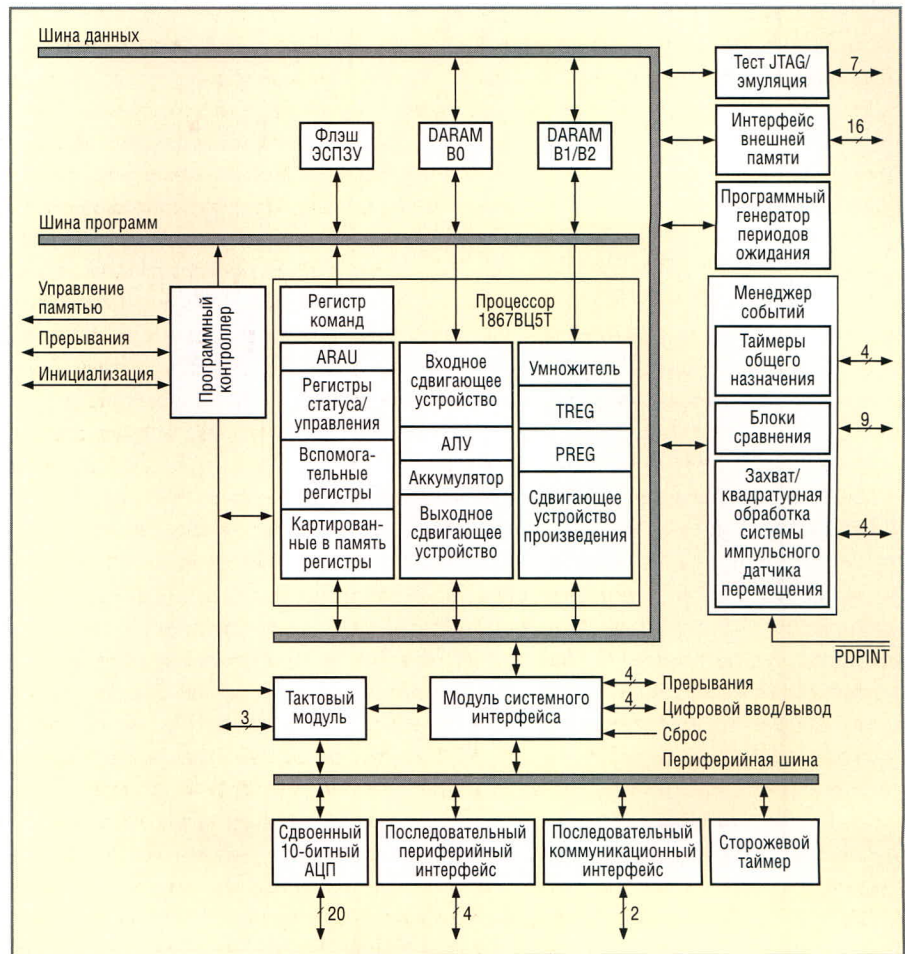 Шина данных
Тест JTAG/
эмуляция
7
Интерфейс
внешней
памяти
16
Программный
генератор
периодов
ожидания
Флэш
ЭСПЗУ
DARAM
B0
DARAM
B1/B2
Шина программ
Управление
памятью
Прерывания
Инициализация
Программный
контроллер
Регистр
команд
Процессор
1867ВЦ5Т
ARAU
Регистры
статуса/
управления
Вспомога-
тельные
регистры
Картирован-
ные в память
регистры
Входное
сдвигающее
устройство
АЛУ
Аккумулятор
Выходное
сдвигающее
устройство
Умножитель
TREG
PREG
Сдвигающее
устройство
произведения
Менеджер
событий
Таймеры
общего
назначения
4
Блоки
сравнения
9
Захват/
квадратурная
обработка
системы
импульсного
датчика
перемещения
4
PDPINT
Тактовый
модуль
3
Модуль системного
интерфейса
4
Прерывания
4
Цифровой ввод/вывод
Сброс
Периферийная шина
Сдвоенный
10-битный
АЦП
20
Последовательный
периферийный
интерфейс
4
Последовательный
коммуникационный
интерфейс
2
Сторожевой
таймер